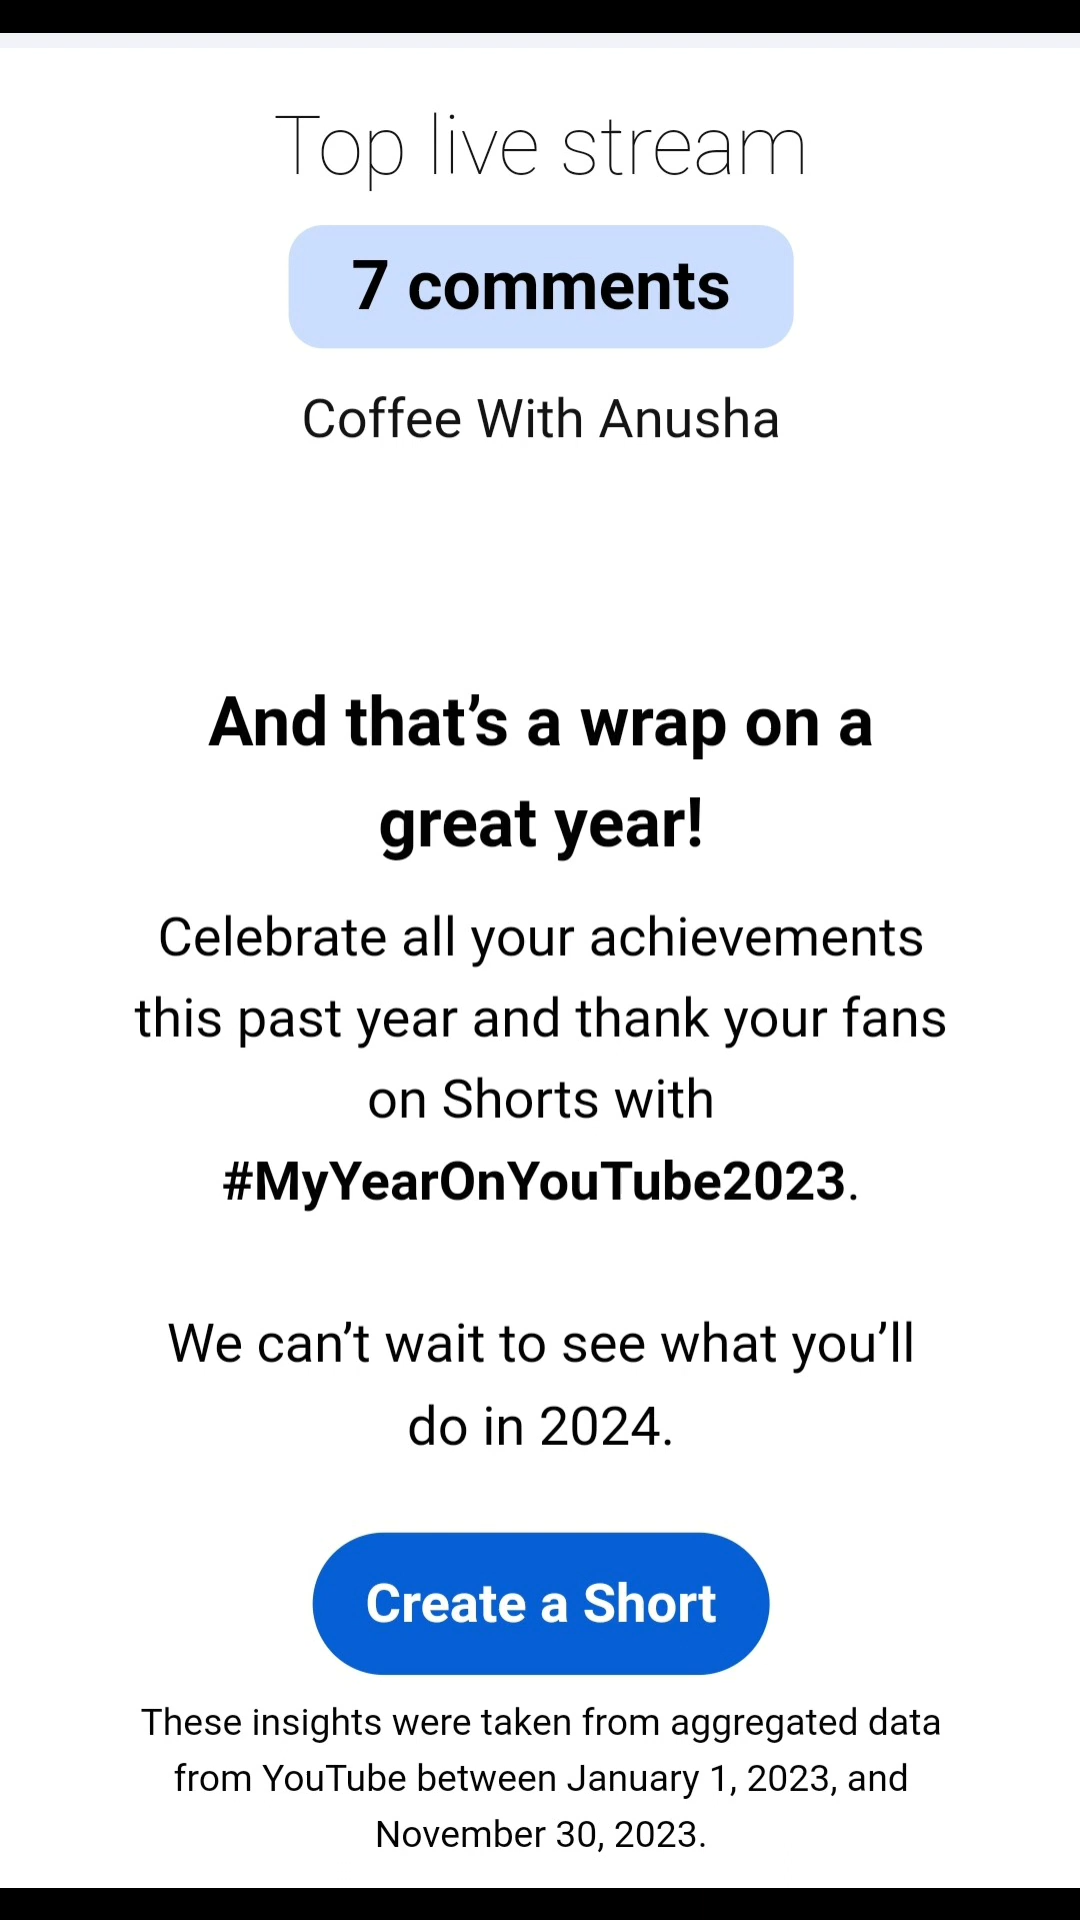 Top live stream
7 comments
Coffee With Anusha
And that’s a wrap on a
great year!
Celebrate all your achievements
this past year and thank your fans
on Shorts with
#MyYearOnYouTube2023.
We can’t wait to see what you’ll
do in 2024.
Create a Short
These insights were taken from aggregated data
from YouTube between January 1, 2023, and
November 30, 2023.